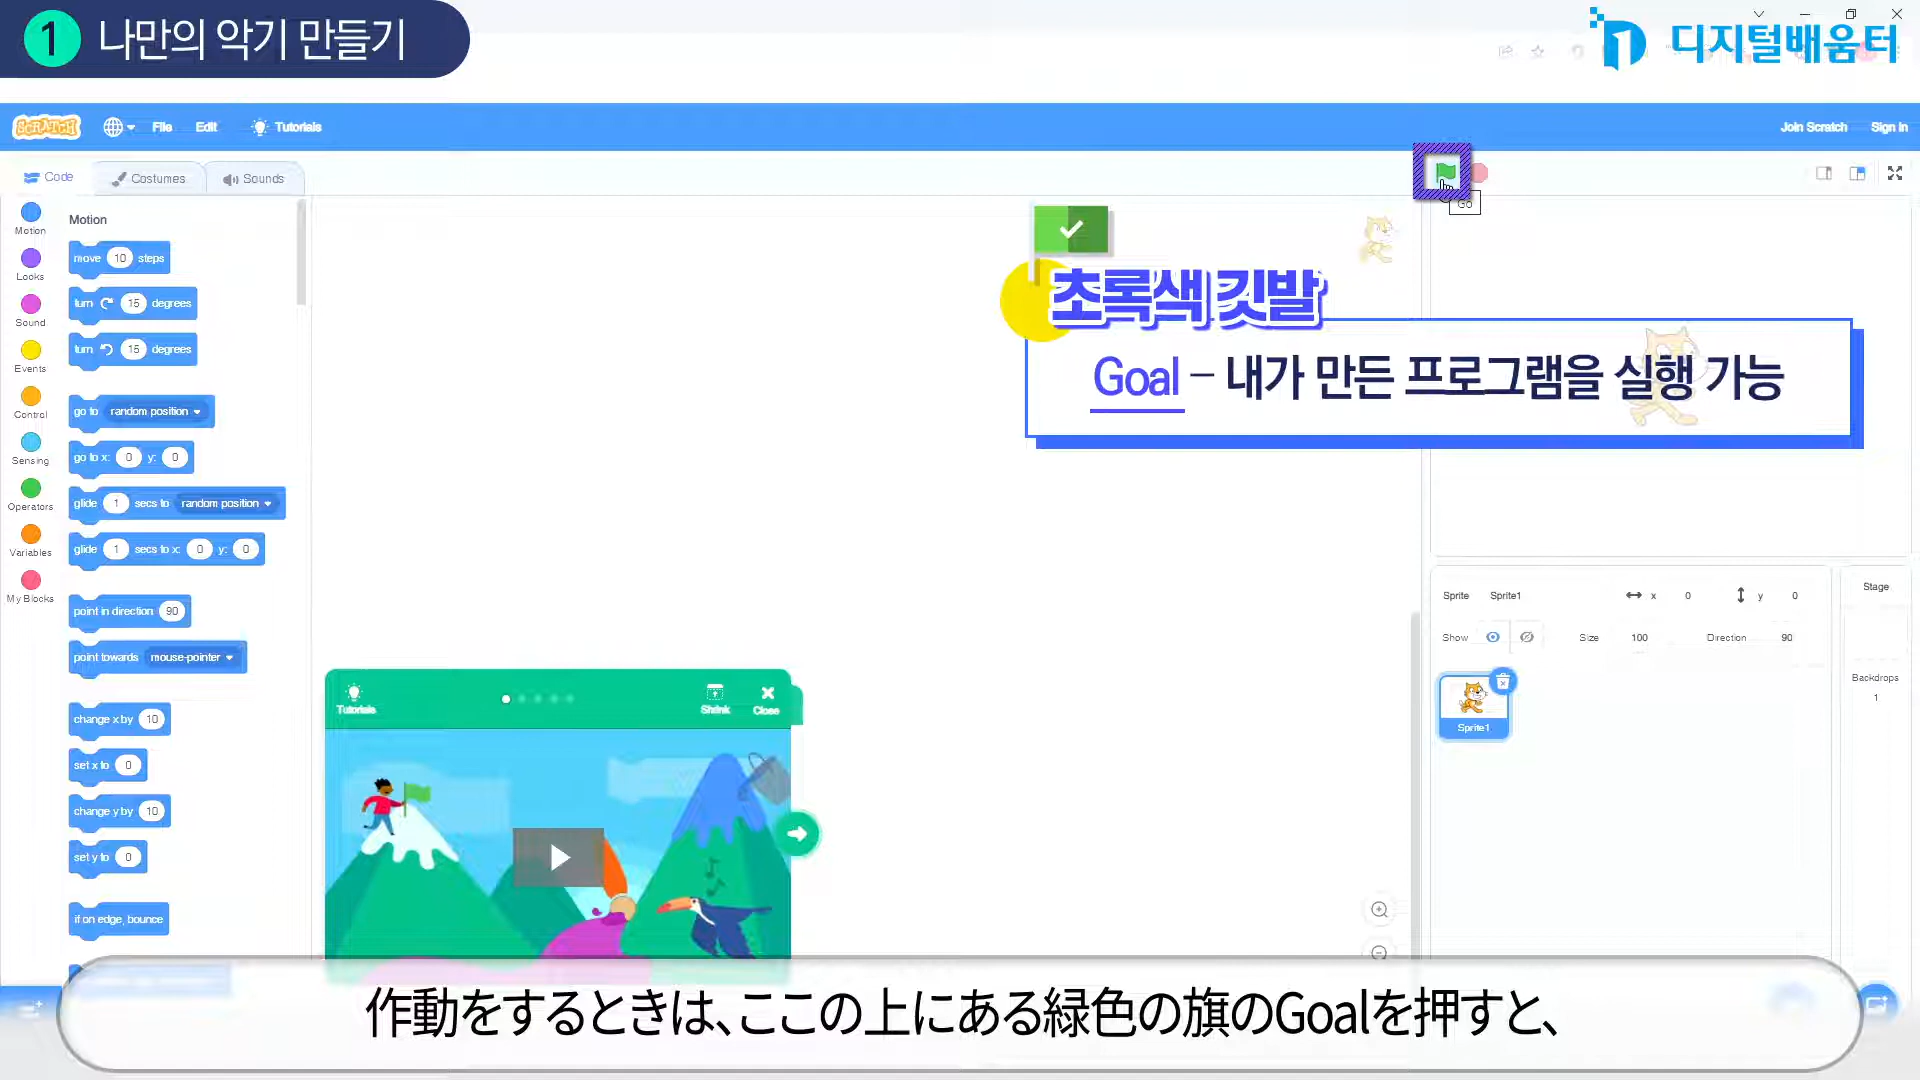 1 나만의 악기 만들기
디지털배움터
SCRATCH
File
Edit
Tutorials
Join Scratch
Sign in
Code
Costumes
Sounds
Go
Motion
Looks
Sound
Events
Control
Sensing
Operators
Variables
My Blocks
Motion
move 10 steps
turn 15 degrees
turn 15 degrees
go to random position
go to x: 0 y: 0
glide 1 secs to random position
glide 1 secs to x: 0 y: 0
point in direction 90
point towards mouse-pointer
change x by 10
set x to 0
change y by 10
set y to 0
if on edge, bounce
초록색 깃발
Goal – 내가 만든 프로그램을 실행 가능
Tutorials
Shrink
Close
Sprite Sprite1
x 0
y 0
Show
Size 100
Direction 90
Sprite1
Stage
Backdrops
1
作動をするときは、ここの上にある緑色の旗のGoalを押すと、